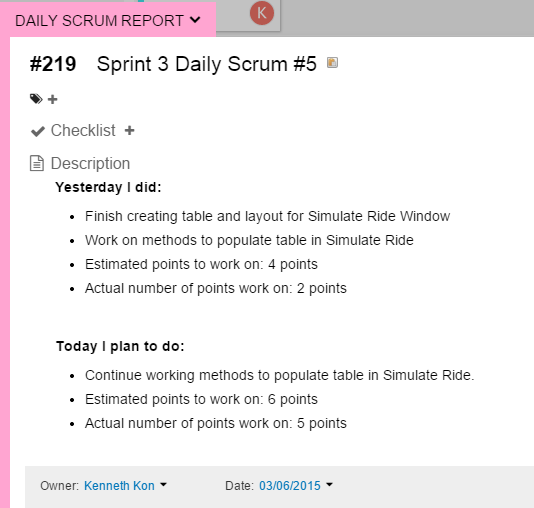 K
DAILY SCRUM REPORT
#219 Sprint 3 Daily Scrum #5
Checklist
Description
Yesterday I did:
Finish creating table and layout for Simulate Ride Window
Work on methods to populate table in Simulate Ride
Estimated points to work on: 4 points
Actual number of points work on: 2 points
Today I plan to do:
Continue working methods to populate table in Simulate Ride.
Estimated points to work on: 6 points
Actual number of points work on: 5 points
Owner: Kenneth Kon Date: 03/06/2015